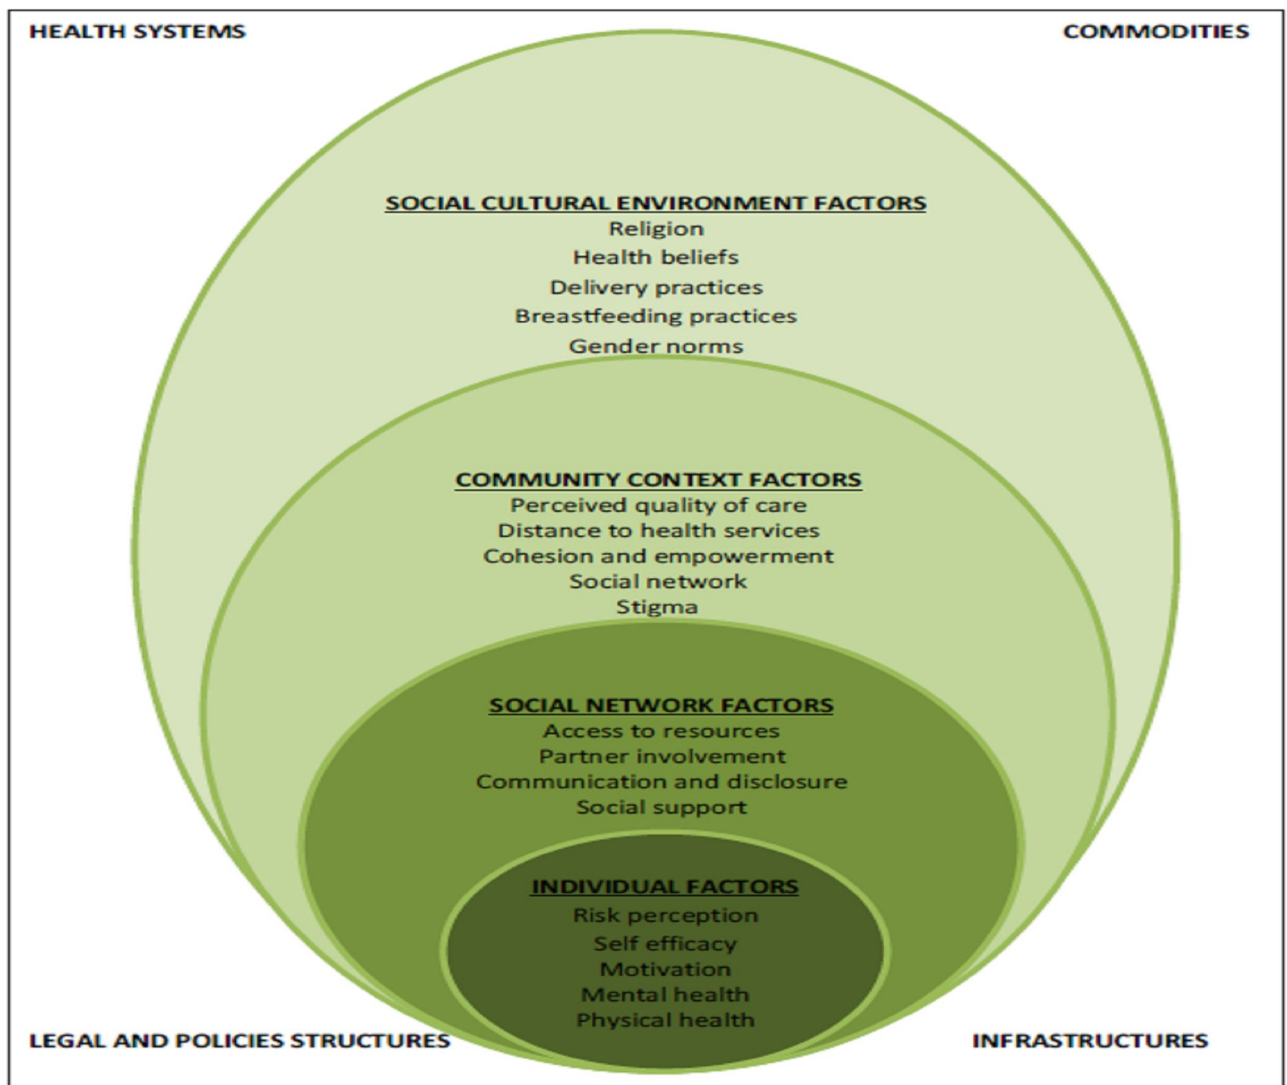 HEALTH SYSTEMS
COMMODITIES
SOCIAL CULTURAL ENVIRONMENT FACTORS
Religion
Health beliefs
Delivery practices
Breastfeeding practices
Gender norms
COMMUNITY CONTEXT FACTORS
Perceived quality of care
Distance to health services
Cohesion and empowerment
Social network
Stigma
SOCIAL NETWORK FACTORS
Access to resources
Partner involvement
Communication and disclosure
Social support
INDIVIDUAL FACTORS
Risk perception
Self efficacy
Motivation
Mental health
Physical health
LEGAL AND POLICIES STRUCTURES
INFRASTRUCTURES